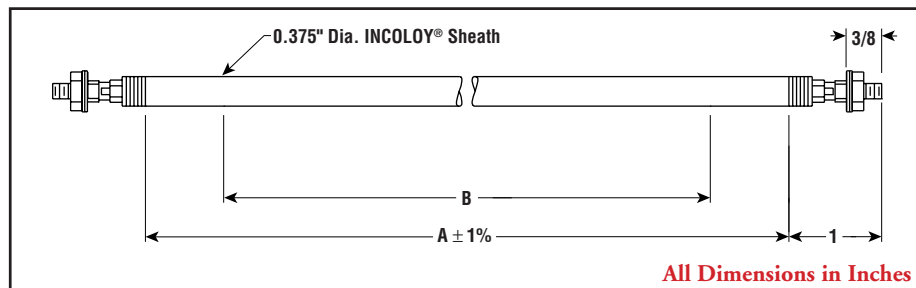 0.375" Dia. INCOLOY® Sheath
3/8
B
A ± 1%
1
All Dimensions in Inches